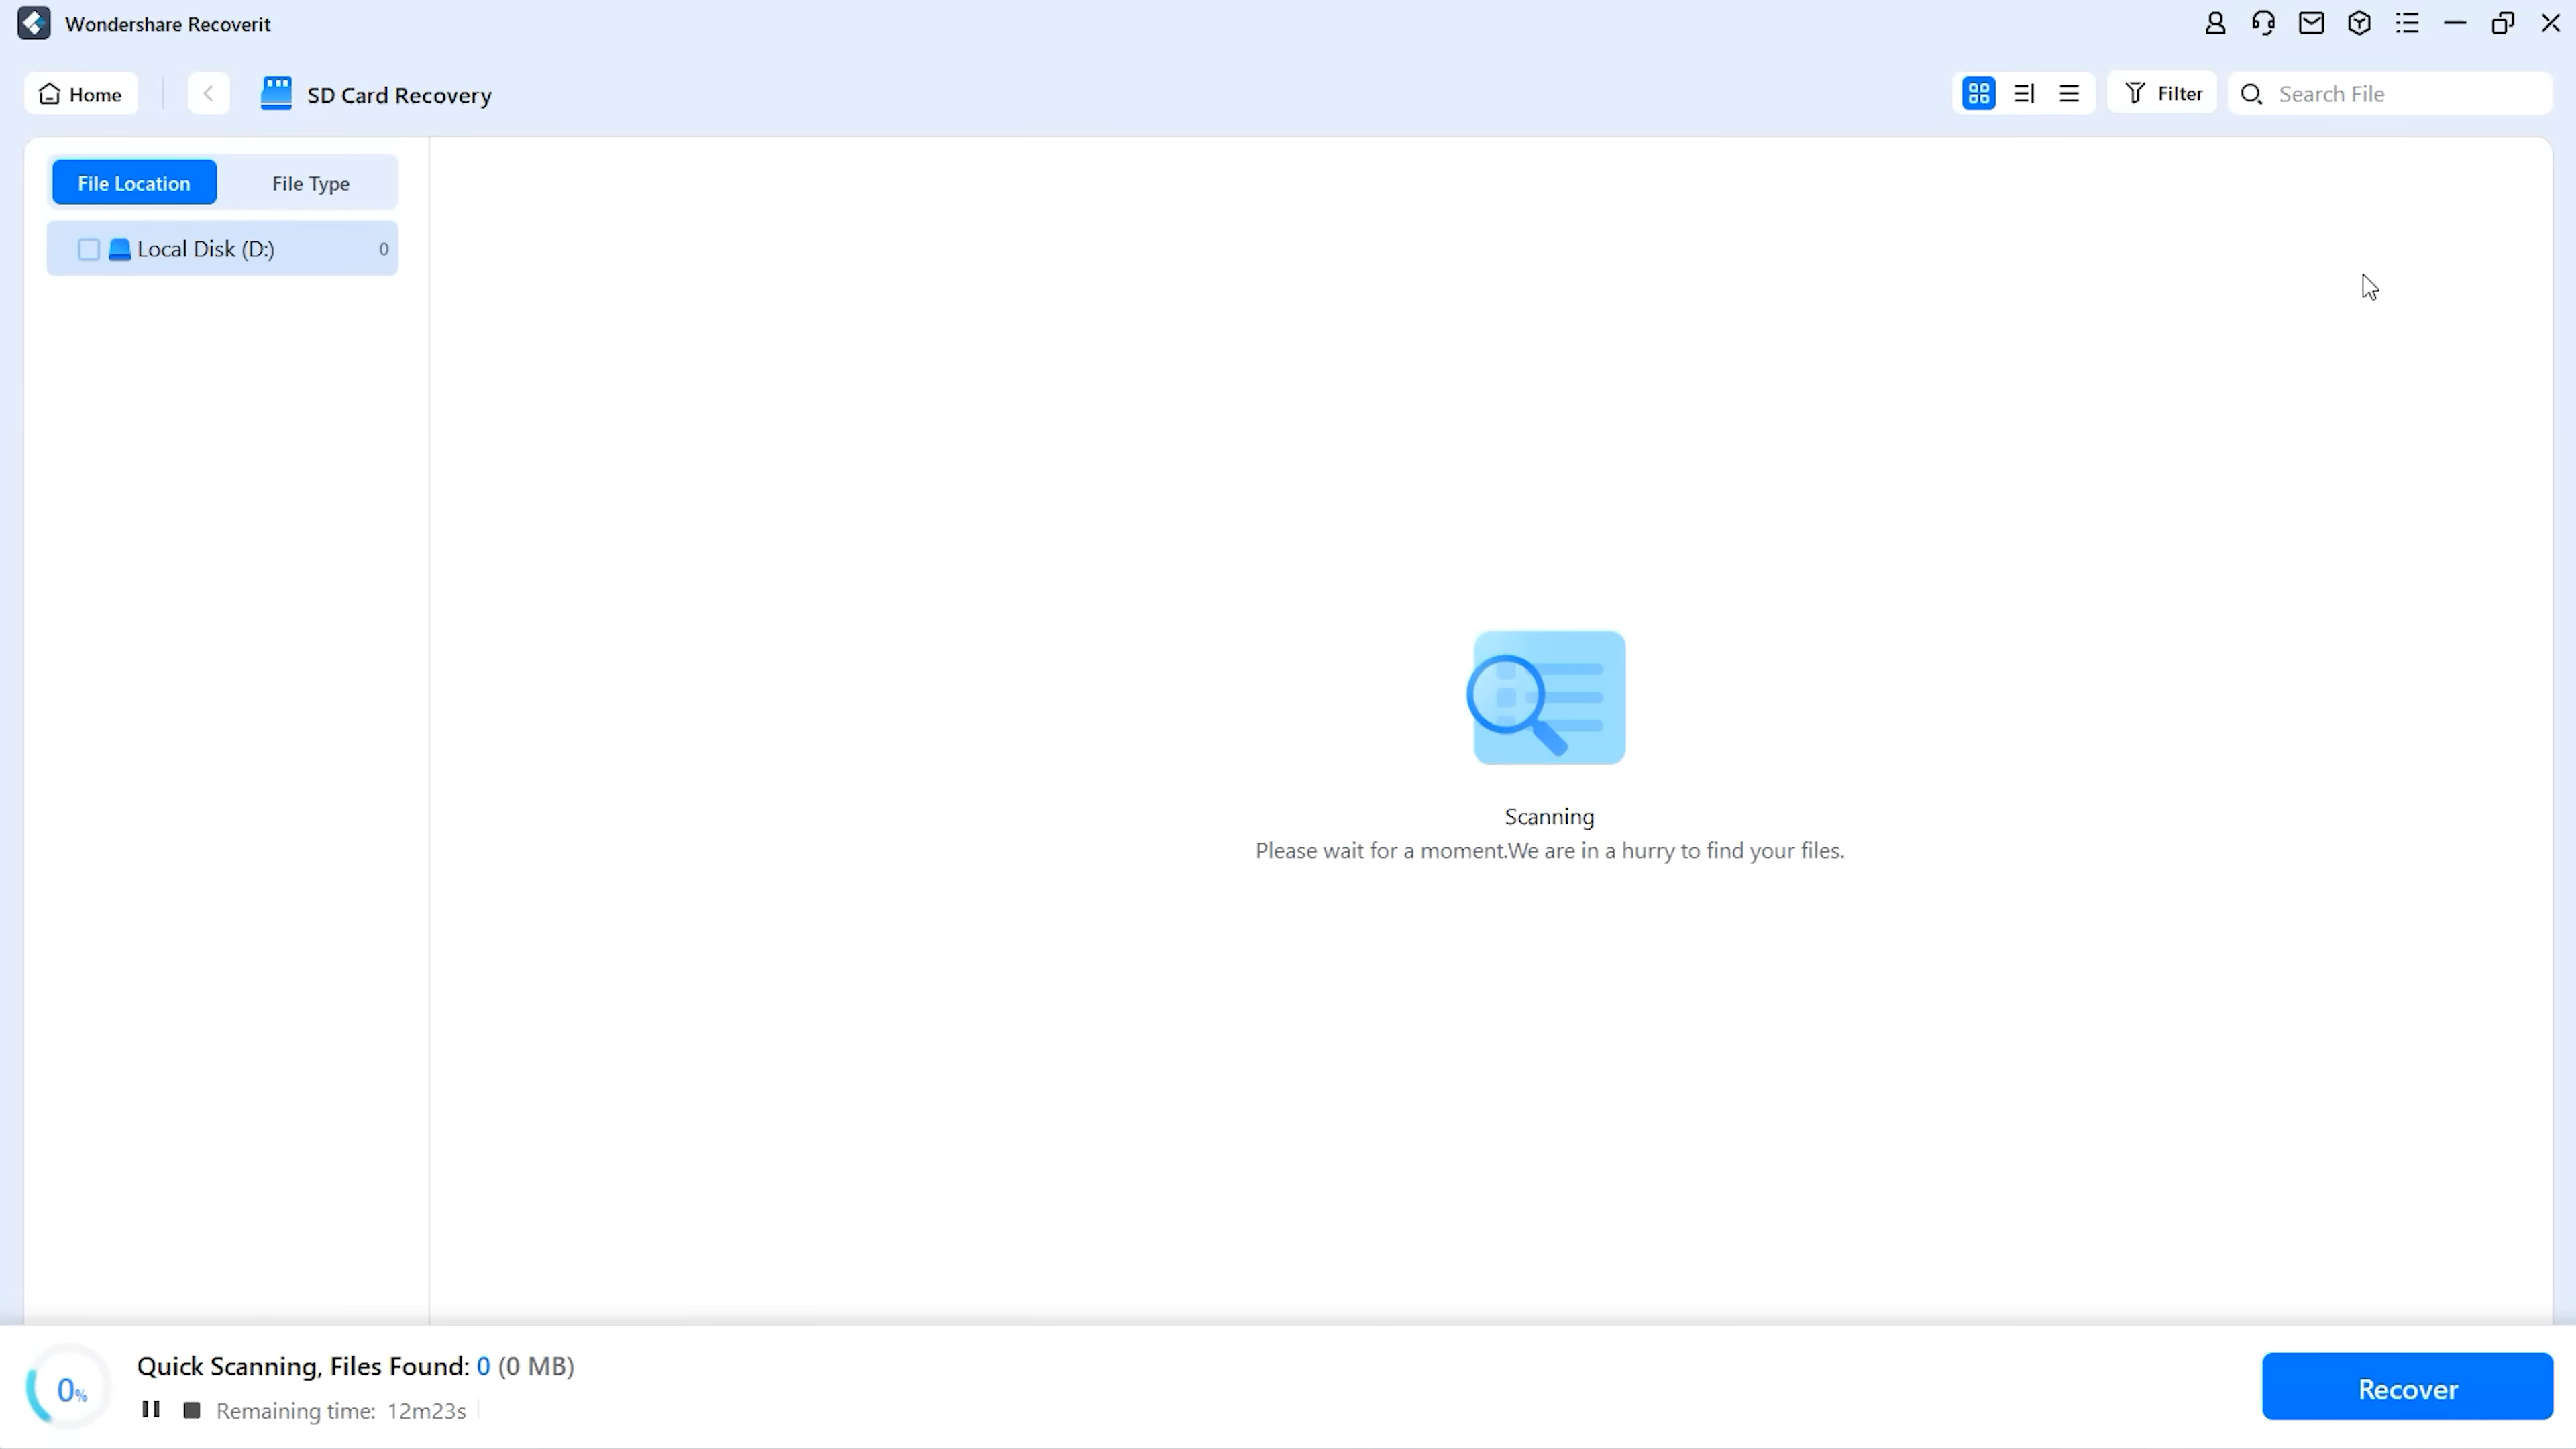 Wondershare Recoverit
Home
SD Card Recovery
Filter
Search File
File Location
File Type
Local Disk (D:)
0
Scanning
Please wait for a moment.We are in a hurry to find your files.
0%
Quick Scanning, Files Found: 0 (0 MB)
Remaining time: 12m23s
Recover